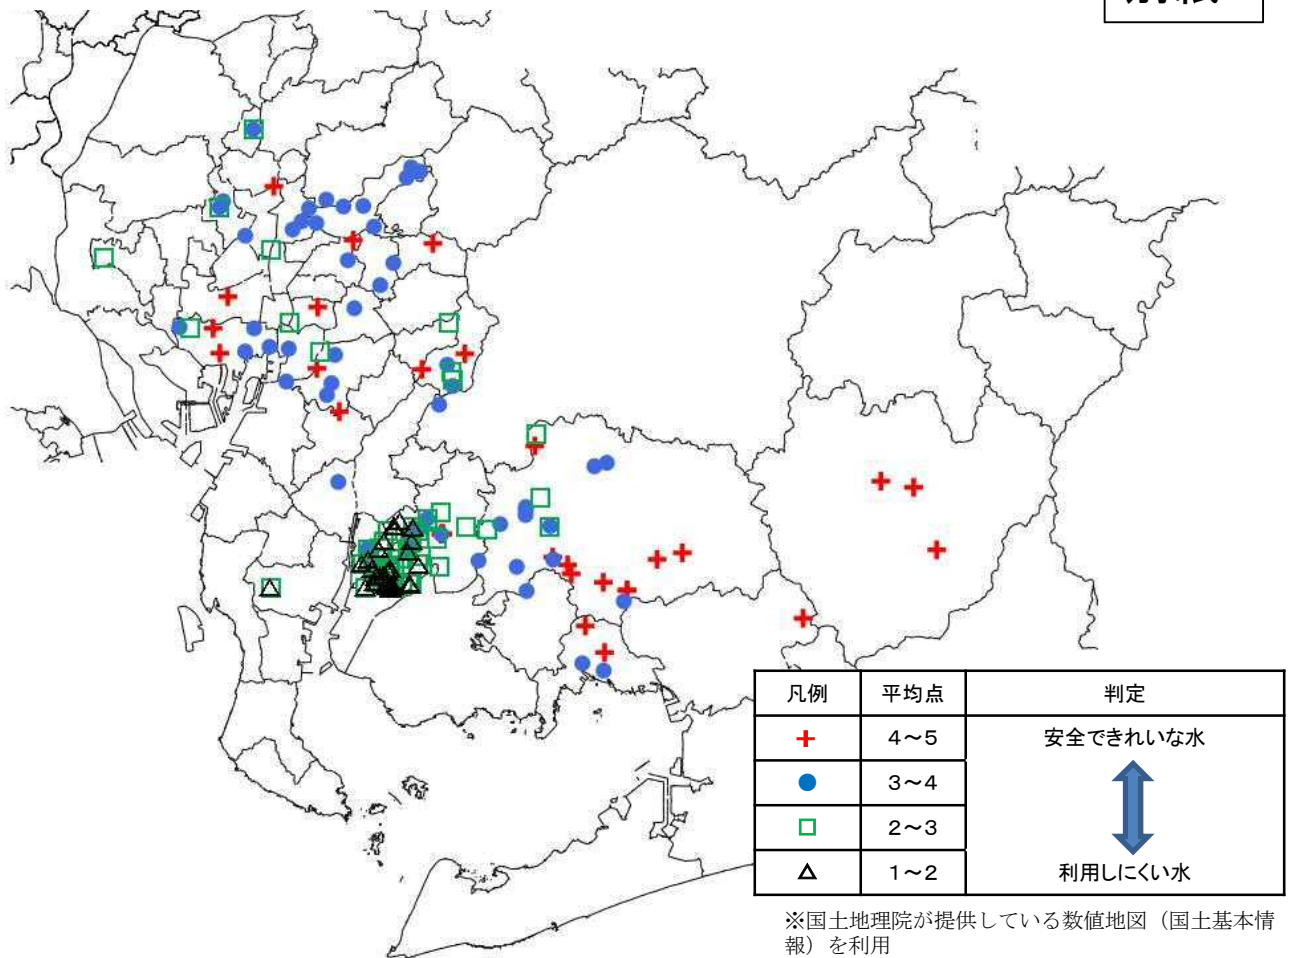 凡例 平均点 判定
4～5 安全できれいな水
3～4
2～3
1～2 利用しにくい水
※国土地理院が提供している数値地図（国土基本情
報）を利用